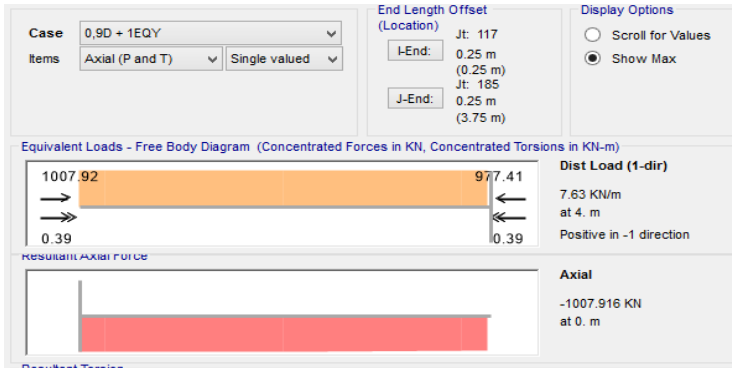 End Length Offset
(Location)
Display Options
Case 0,9D + 1EQY
Items Axial (P and T) Single valued
Jt: 117
I-End: 0.25 m
(0.25 m)
Jt: 185
J-End: 0.25 m
(3.75 m)
Scroll for Values
Show Max
Equivalent Loads - Free Body Diagram (Concentrated Forces in KN, Concentrated Torsions in KN-m)
1007.92 977.41
0.39 0.39
Dist Load (1-dir)
7.63 KN/m
at 4. m
Positive in -1 direction
Resultant Axial Force
Axial
-1007.916 KN
at 0. m
Resultant Torsion